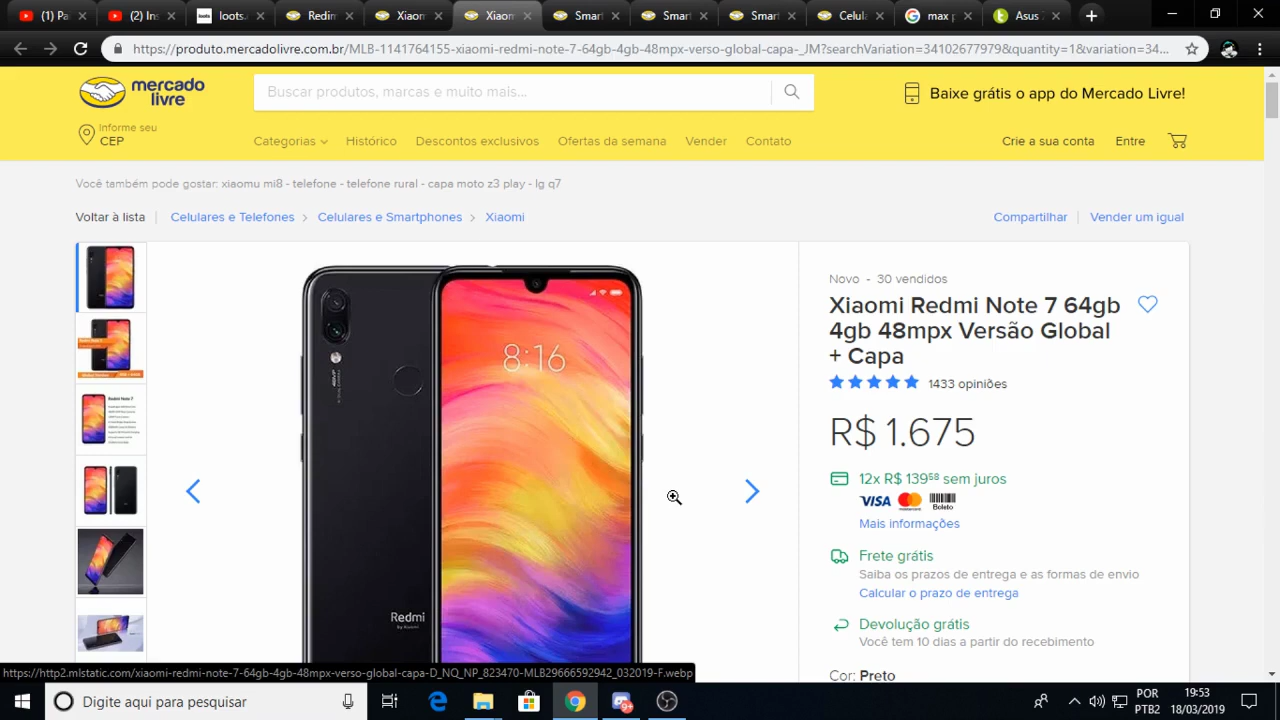 (1) Pa
(2) [In
loots
loots.
Redm
Xiaom
Xiaom
Smart
Smart
Smart
Celula
max p
Asus
https://produto.mercadolivre.com.br/MLB-1141764155-xiaomi-redmi-note-7-64gb-4gb-48mpx-verso-global-capa-_JM?searchVariation=34102677979&quantity=1&variation=34...
mercado
livre
Buscar produtos, marcas e muito mais...
Baixe grátis o app do Mercado Livre!
Informe seu
CEP
Categorias
Histórico
Descontos exclusivos
Ofertas da semana
Vender
Contato
Crie a sua conta
Entre
Você também pode gostar: xiaomu mi8 - telefone - telefone rural - capa moto z3 play - lg q7
Voltar à lista
Celulares e Telefones
Celulares e Smartphones
Xiaomi
Compartilhar
Vender um igual
8:16
Redmi
by Xiaomi
Novo - 30 vendidos
Xiaomi Redmi Note 7 64gb
4gb 48mpx Versão Global
+ Capa
1433 opiniões
R$ 1.675
12x R$ 139⁵⁸ sem juros
VISA
Boleto
Mais informações
Frete grátis
Saiba os prazos de entrega e as formas de envio
Calcular o prazo de entrega
Devolução grátis
Você tem 10 dias a partir do recebimento
Cor: Preto
https://http2.mlstatic.com/xiaomi-redmi-note-7-64gb-4gb-48mpx-verso-global-capa-D_NQ_NP_823470-MLB29666592942_032019-F.webp
Digite aqui para pesquisar
POR
PTB2
19:53
18/03/2019